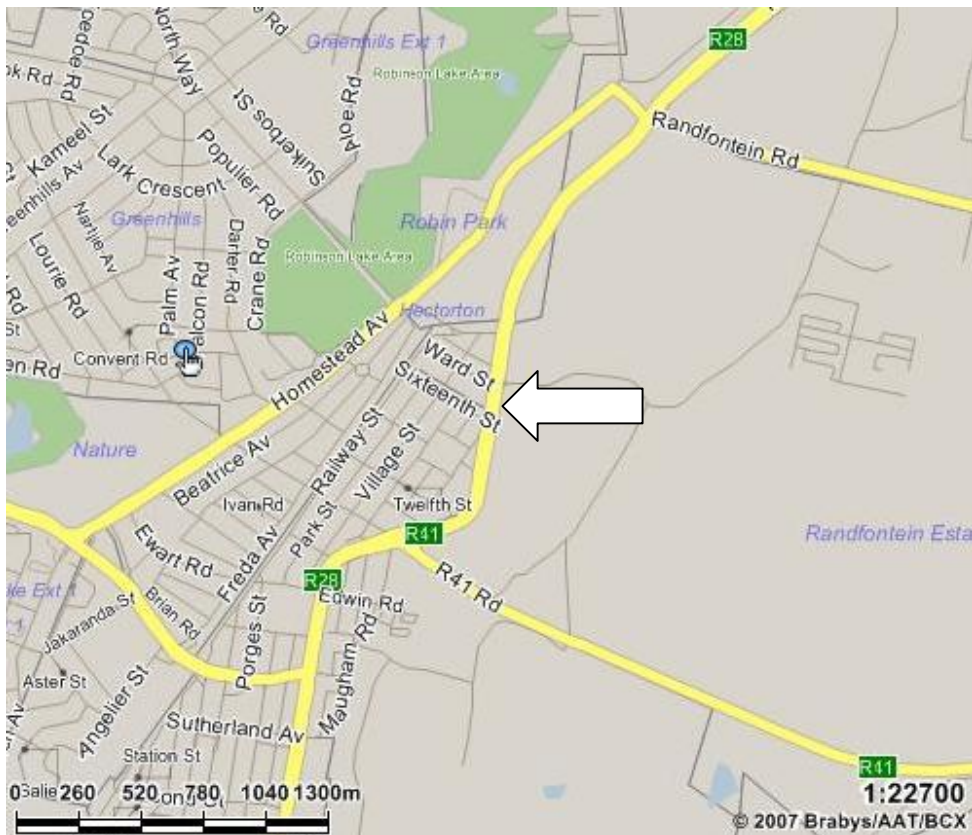 North Way
R28
Greenhills Ext 1
Robinson Lake Area
Aloe Rd
Suikerbos St
Kameel St
Populier Rd
Randfontein Rd
Lark Crescent
Greenhills
Nartjie Av
Robin Park
Lourie Rd
Darter Rd
Crane Rd
Robinson Lake Area
Palm Av
Hectorton
St
Convent Rd
Homestead Av
Ward St
Sixteenth St
Nature
Beatrice Av
Railway St
Village St
Ivan Rd
Park St
Twelfth St
R41
Randfontein Esta
Ewart Rd
Freda Av
R28
R41 Rd
Edwin Rd
Brian Rd
Jakaranda St
Porges St
Maugham Rd
Aster St
Angelier St
Sutherland Av
Station St
R41
0 260 520 780 1040 1300m
1:22700
© 2007 Brabys/AAT/BCX